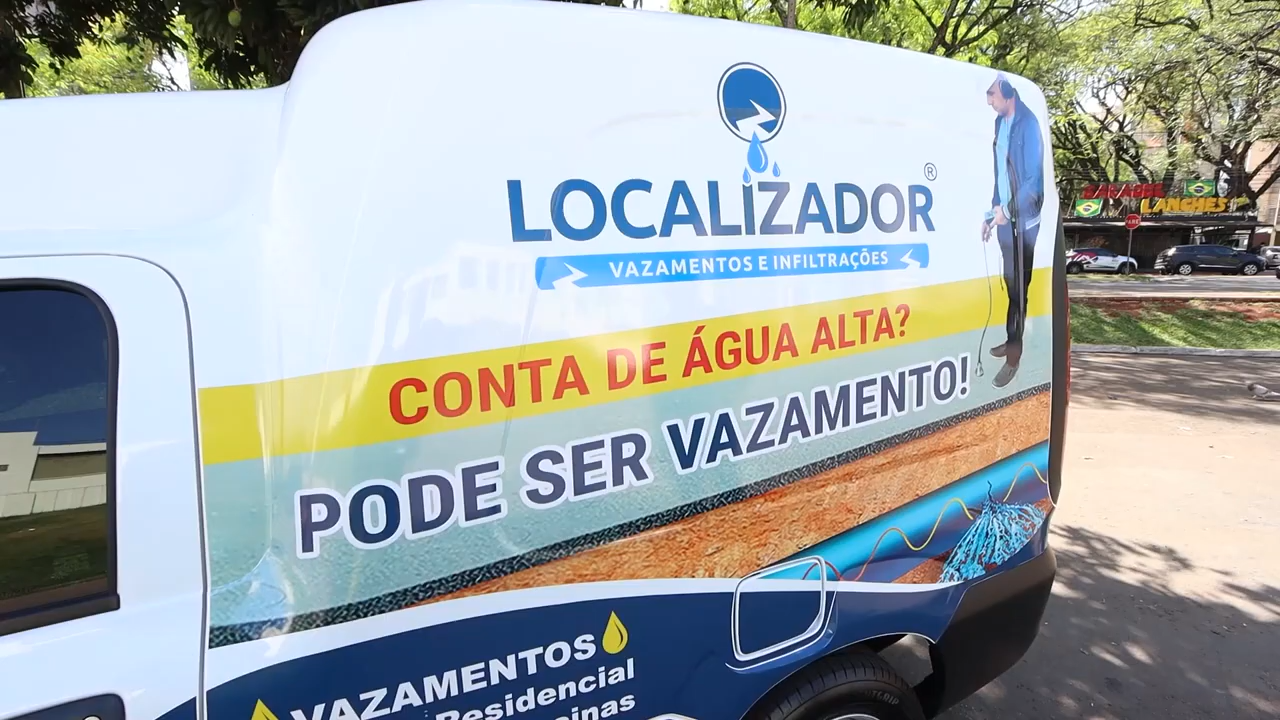 LOCALIZADOR®
VAZAMENTOS E INFILTRAÇÕES
CONTA DE ÁGUA ALTA?
PODE SER VAZAMENTO!
VAZAMENTOS
Residencial
LANCHES